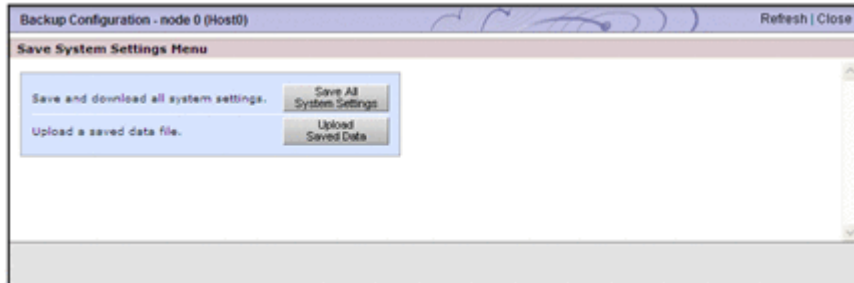 Backup Configuration - node 0 (Host0)
Refresh | Close
Save System Settings Menu
Save and download all system settings.
Save All
System Settings
Upload a saved data file.
Upload
Saved Data